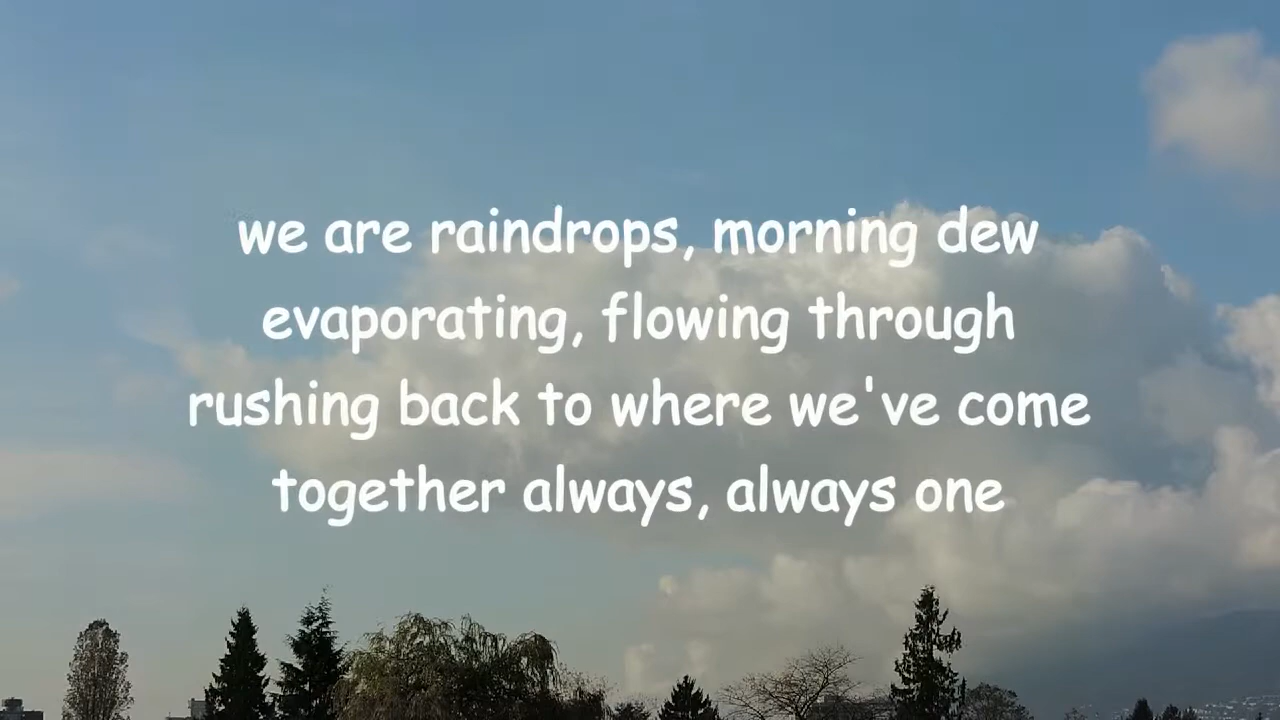 we are raindrops, morning dew
evaporating, flowing through
rushing back to where we've come
together always, always one